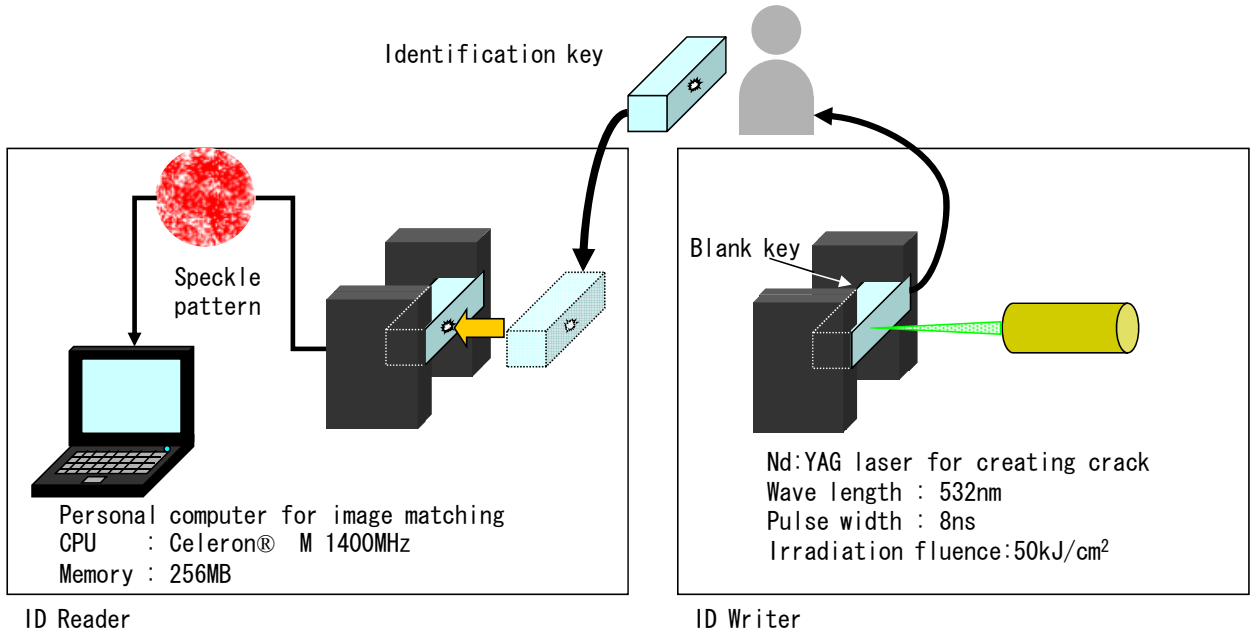 Identification key
Speckle
pattern
Personal computer for image matching
CPU : Celeron® M 1400MHz
Memory : 256MB
ID Reader
Blank key
Nd:YAG laser for creating crack
Wave length : 532nm
Pulse width : 8ns
Irradiation fluence:50kJ/cm²
ID Writer